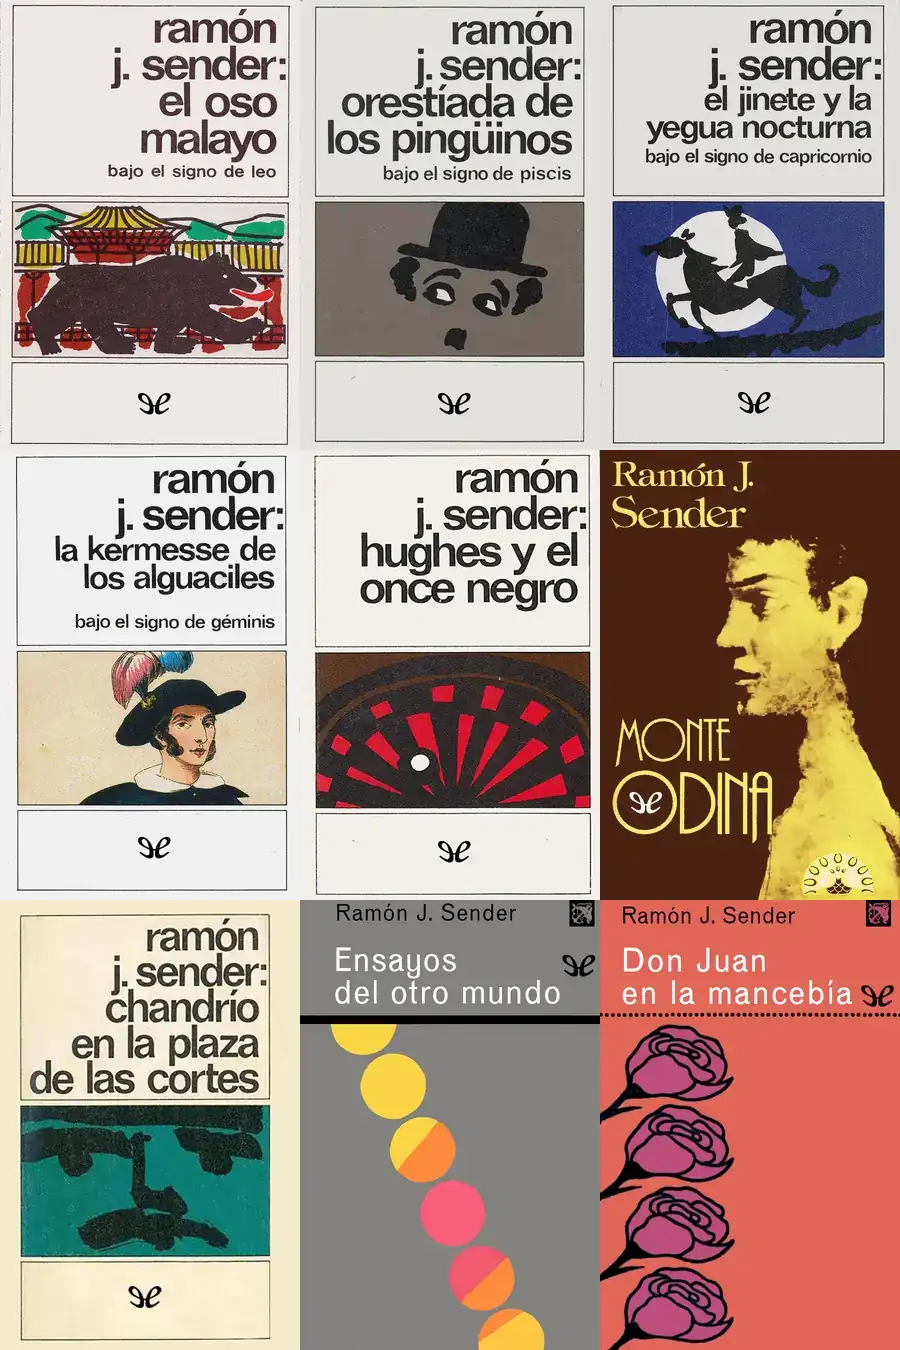 ramón
j. sender:
el oso
malayo
bajo el signo de leo
ramón
j. sender:
orestíada de
los pingüinos
bajo el signo de piscis
ramón
j. sender:
el jinete y la
yegua nocturna
bajo el signo de capricornio
ramón
j. sender:
la kermesse de
los alguaciles
bajo el signo de géminis
ramón
j. sender:
hughes y el
once negro
Ramón J.
Sender
MONTE
ODINA
ramón
j. sender:
chandrío
en la plaza
de las cortes
Ramón J. Sender
Ensayos
del otro mundo
Ramón J. Sender
Don Juan
en la mancebía